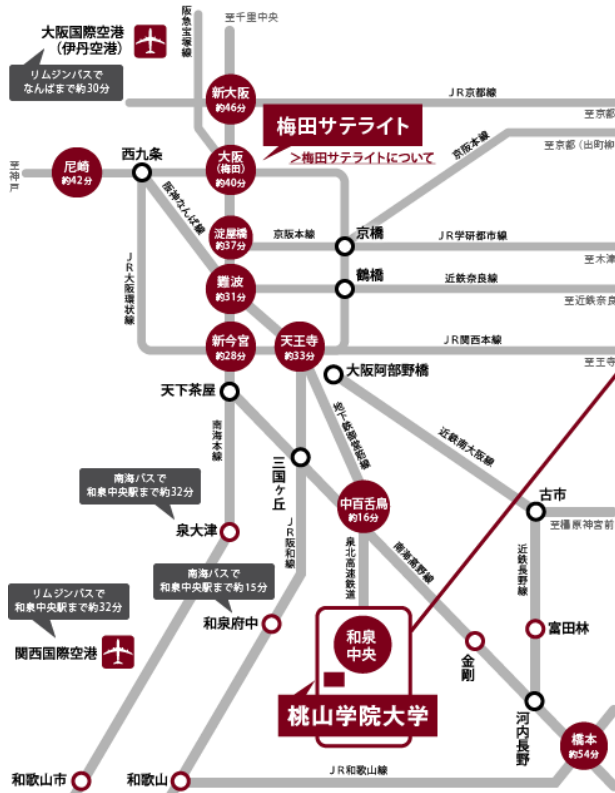 至千里中央
阪急宝塚線
大阪国際空港
（伊丹空港）
リムジンバスで
なんばまで約30分
新大阪
約46分
JR京都線
至京都
梅田サテライト
＞梅田サテライトについて
京阪本線
至京都（出町柳
尼崎
約42分
西九条
大阪
（梅田）
約40分
至神戸
阪神なんば線
淀屋橋
約37分
京阪本線
京橋
JR学研都市線
至木津
JR大阪環状線
難波
約31分
鶴橋
近鉄奈良線
至近鉄奈良
新今宮
約28分
天王寺
約33分
JR関西本線
至王寺
大阪阿部野橋
天下茶屋
地下鉄御堂筋線
近鉄南大阪線
南海本線
三国ヶ丘
古市
至橿原神宮前
南海バスで
和泉中央駅まで約32分
中百舌鳥
約16分
泉大津
JR阪和線
泉北高速鉄道
南海高野線
近鉄長野線
リムジンバスで
和泉中央駅まで約32分
南海バスで
和泉中央駅まで約15分
和泉府中
和泉
中央
富田林
関西国際空港
金剛
桃山学院大学
河内長野
橋本
約54分
和歌山市
和歌山
JR和歌山線